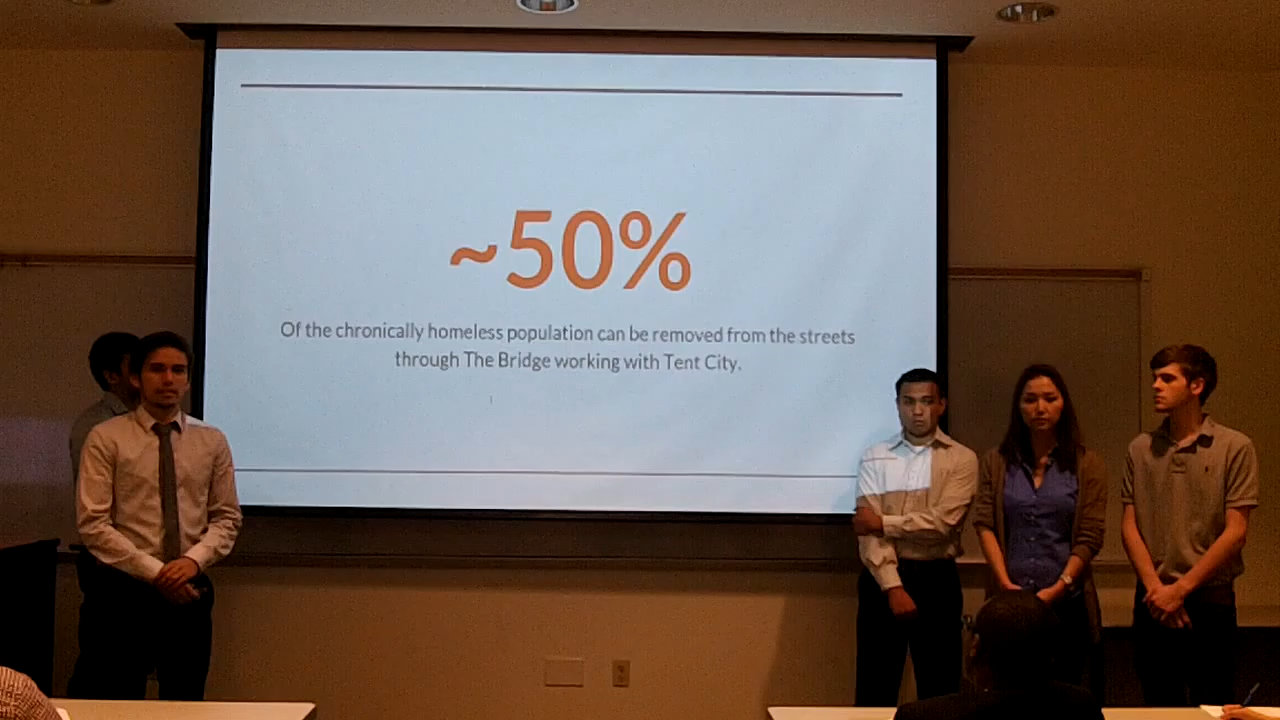 ~50%
Of the chronically homeless population can be removed from the streets
through The Bridge working with Tent City.